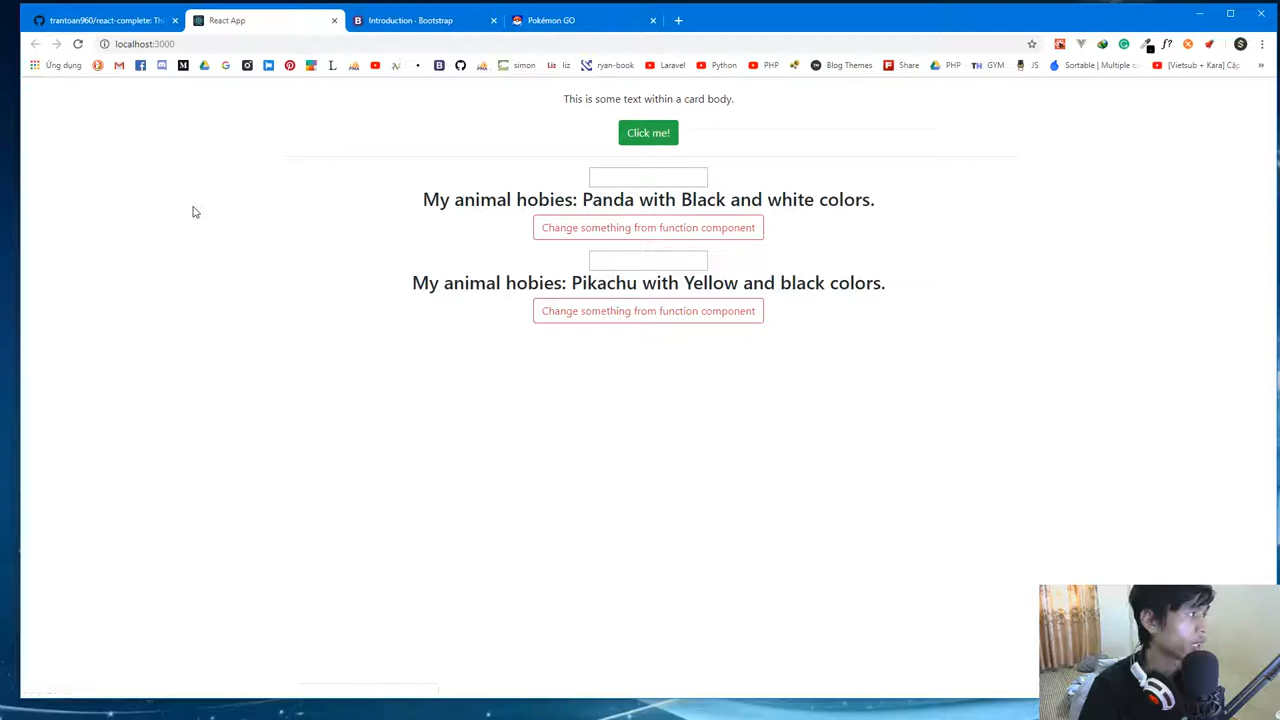 trantoan960/react-complete: Th
React App
Introduction · Bootstrap
Pokémon GO
localhost:3000
Ứng dụng
simon
liz
ryan-book
Laravel
Python
PHP
Blog Themes
Share
PHP
TH GYM
JS
Sortable | Multiple c
[Vietsub + Kara] Cặp
This is some text within a card body.
Click me!
My animal hobies: Panda with Black and white colors.
Change something from function component
My animal hobies: Pikachu with Yellow and black colors.
Change something from function component